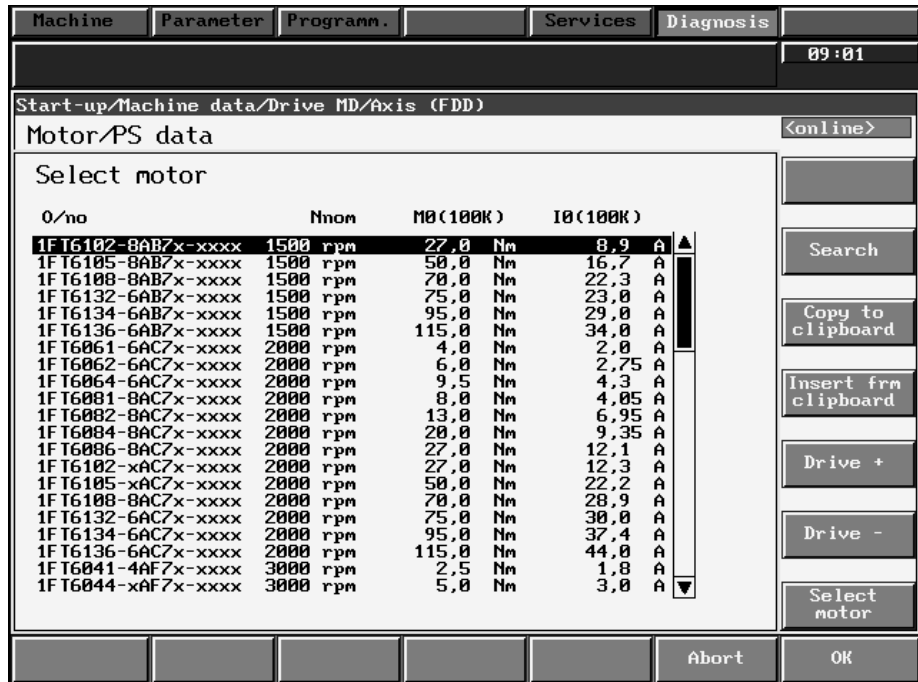 Machine Parameter Programm. Services Diagnosis
09:01
Start-up/Machine data/Drive MD/Axis (FDD)
Motor/PS data
<online>
Select motor
O/no Nnom M0(100K) I0(100K)
1FT6102-8AB7x-xxxx 1500 rpm 27,0 Nm 8,9 A
1FT6105-8AB7x-xxxx 1500 rpm 50,0 Nm 16,7 A
1FT6108-8AB7x-xxxx 1500 rpm 70,0 Nm 22,3 A
1FT6132-6AB7x-xxxx 1500 rpm 75,0 Nm 23,0 A
1FT6134-6AB7x-xxxx 1500 rpm 95,0 Nm 29,0 A
1FT6136-6AB7x-xxxx 1500 rpm 115,0 Nm 34,0 A
1FT6061-6AC7x-xxxx 2000 rpm 4,0 Nm 2,0 A
1FT6062-6AC7x-xxxx 2000 rpm 6,0 Nm 2,75 A
1FT6064-6AC7x-xxxx 2000 rpm 9,5 Nm 4,3 A
1FT6081-8AC7x-xxxx 2000 rpm 8,0 Nm 4,05 A
1FT6082-8AC7x-xxxx 2000 rpm 13,0 Nm 6,95 A
1FT6084-8AC7x-xxxx 2000 rpm 20,0 Nm 9,35 A
1FT6086-8AC7x-xxxx 2000 rpm 27,0 Nm 12,1 A
1FT6102-xAC7x-xxxx 2000 rpm 27,0 Nm 12,3 A
1FT6105-xAC7x-xxxx 2000 rpm 50,0 Nm 22,2 A
1FT6108-8AC7x-xxxx 2000 rpm 70,0 Nm 28,9 A
1FT6132-6AC7x-xxxx 2000 rpm 75,0 Nm 30,0 A
1FT6134-6AC7x-xxxx 2000 rpm 95,0 Nm 37,4 A
1FT6136-6AC7x-xxxx 2000 rpm 115,0 Nm 44,0 A
1FT6041-4AF7x-xxxx 3000 rpm 2,5 Nm 1,8 A
1FT6044-xAF7x-xxxx 3000 rpm 5,0 Nm 3,0 A
Search
Copy to
clipboard
Insert frm
clipboard
Drive +
Drive -
Select
motor
Abort OK